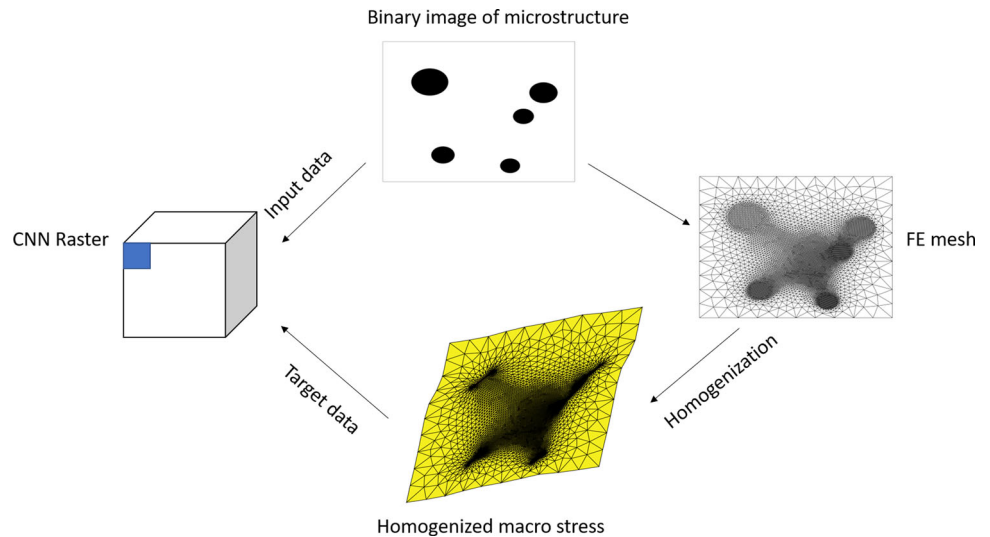 Binary image of microstructure
Input data
CNN Raster
FE mesh
Homogenization
Target data
Homogenized macro stress